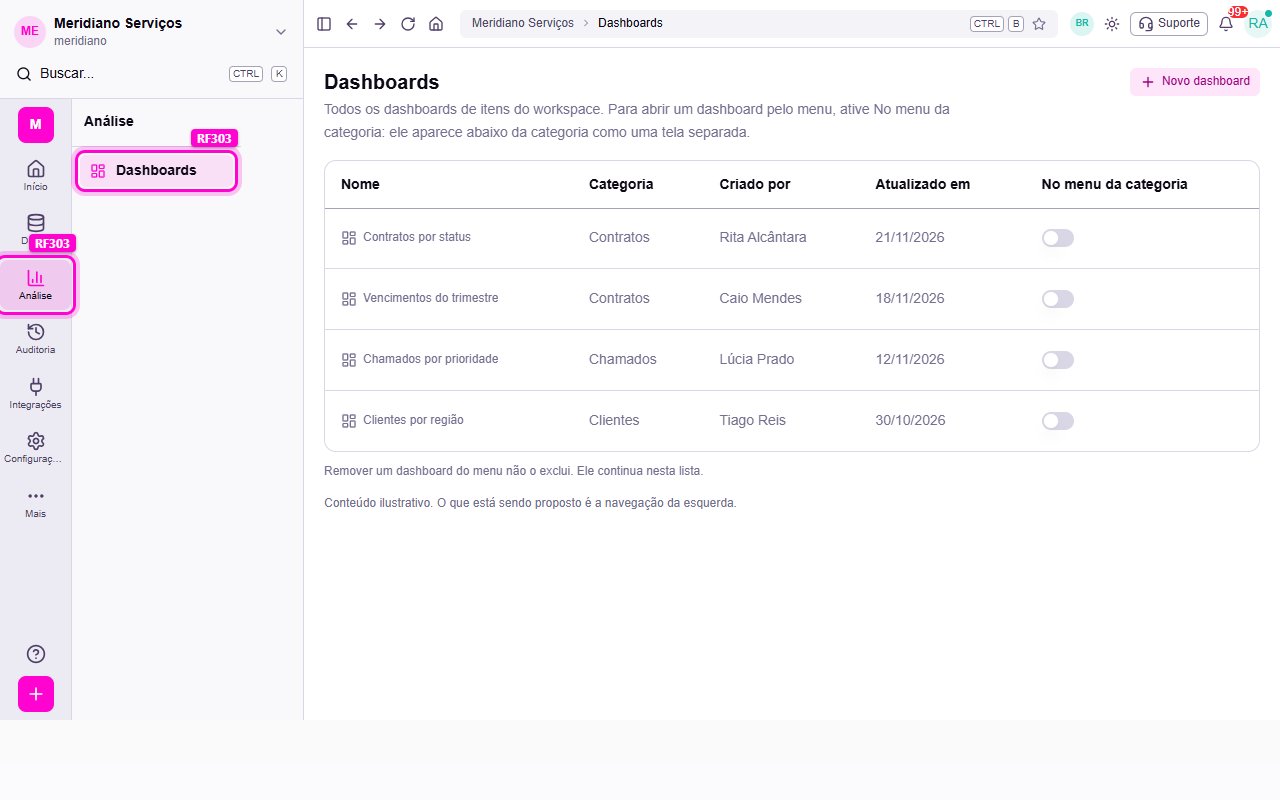 ME
Meridiano Serviços
meridiano
Buscar...
CTRL K
Meridiano Serviços > Dashboards
CTRL B
BR
Suporte
99+
RA
M
Início
RF303
Análise
Auditoria
Integrações
Configuraç...
Mais
Análise
RF303
Dashboards
Dashboards
Novo dashboard
Todos os dashboards de itens do workspace. Para abrir um dashboard pelo menu, ative No menu da
categoria: ele aparece abaixo da categoria como uma tela separada.
Nome Categoria Criado por Atualizado em No menu da categoria
Contratos por status Contratos Rita Alcântara 21/11/2026
Vencimentos do trimestre Contratos Caio Mendes 18/11/2026
Chamados por prioridade Chamados Lúcia Prado 12/11/2026
Clientes por região Clientes Tiago Reis 30/10/2026
Remover um dashboard do menu não o exclui. Ele continua nesta lista.
Conteúdo ilustrativo. O que está sendo proposto é a navegação da esquerda.